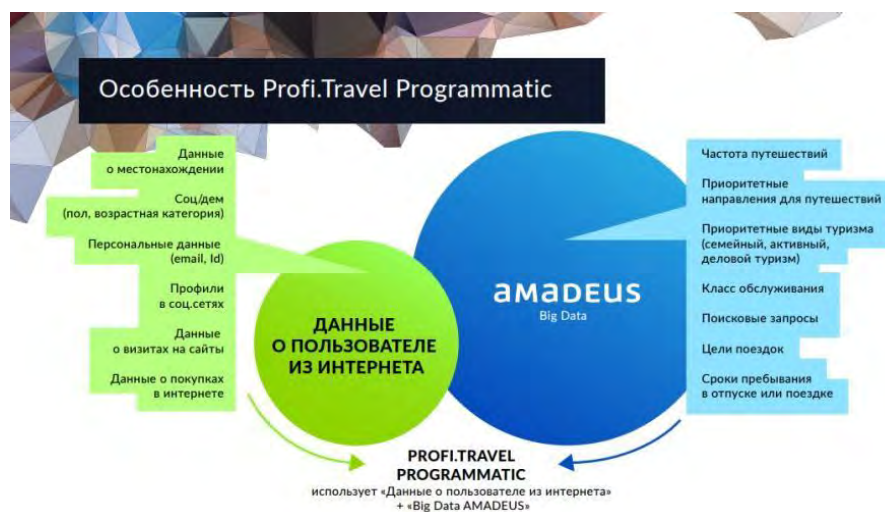 Особенность Profi.Travel Programmatic
Данные
о местонахождении
Соц/дем
(пол, возрастная категория)
Персональные данные
(email, Id)
Профили
в соц.сетях
Данные
о визитах на сайты
Данные о покупках
в интернете
ДАННЫЕ
О ПОЛЬЗОВАТЕЛЕ
ИЗ ИНТЕРНЕТА
amaDEUS
Big Data
Частота путешествий
Приоритетные
направления для путешествий
Приоритетные виды туризма
(семейный, активный,
деловой туризм)
Класс обслуживания
Поисковые запросы
Цели поездок
Сроки пребывания
в отпуске или поездке
PROFI.TRAVEL
PROGRAMMATIC
использует «Данные о пользователе из интернета»
+ «Big Data AMADEUS»